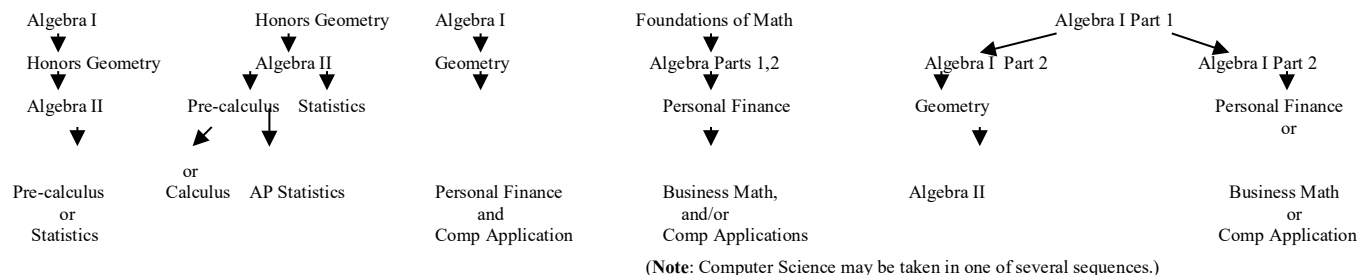 Algebra I Honors Geometry Algebra I Foundations of Math Algebra I Part 1
Honors Geometry Algebra II Geometry Algebra Parts 1,2 Algebra I Part 2 Algebra I Part 2
Algebra II Pre-calculus Statistics Personal Finance Geometry Personal Finance
or
or
Pre-calculus Calculus AP Statistics Personal Finance Business Math, Algebra II Business Math
or and and/or or
Statistics Comp Application Comp Applications Comp Application
(Note: Computer Science may be taken in one of several sequences.)